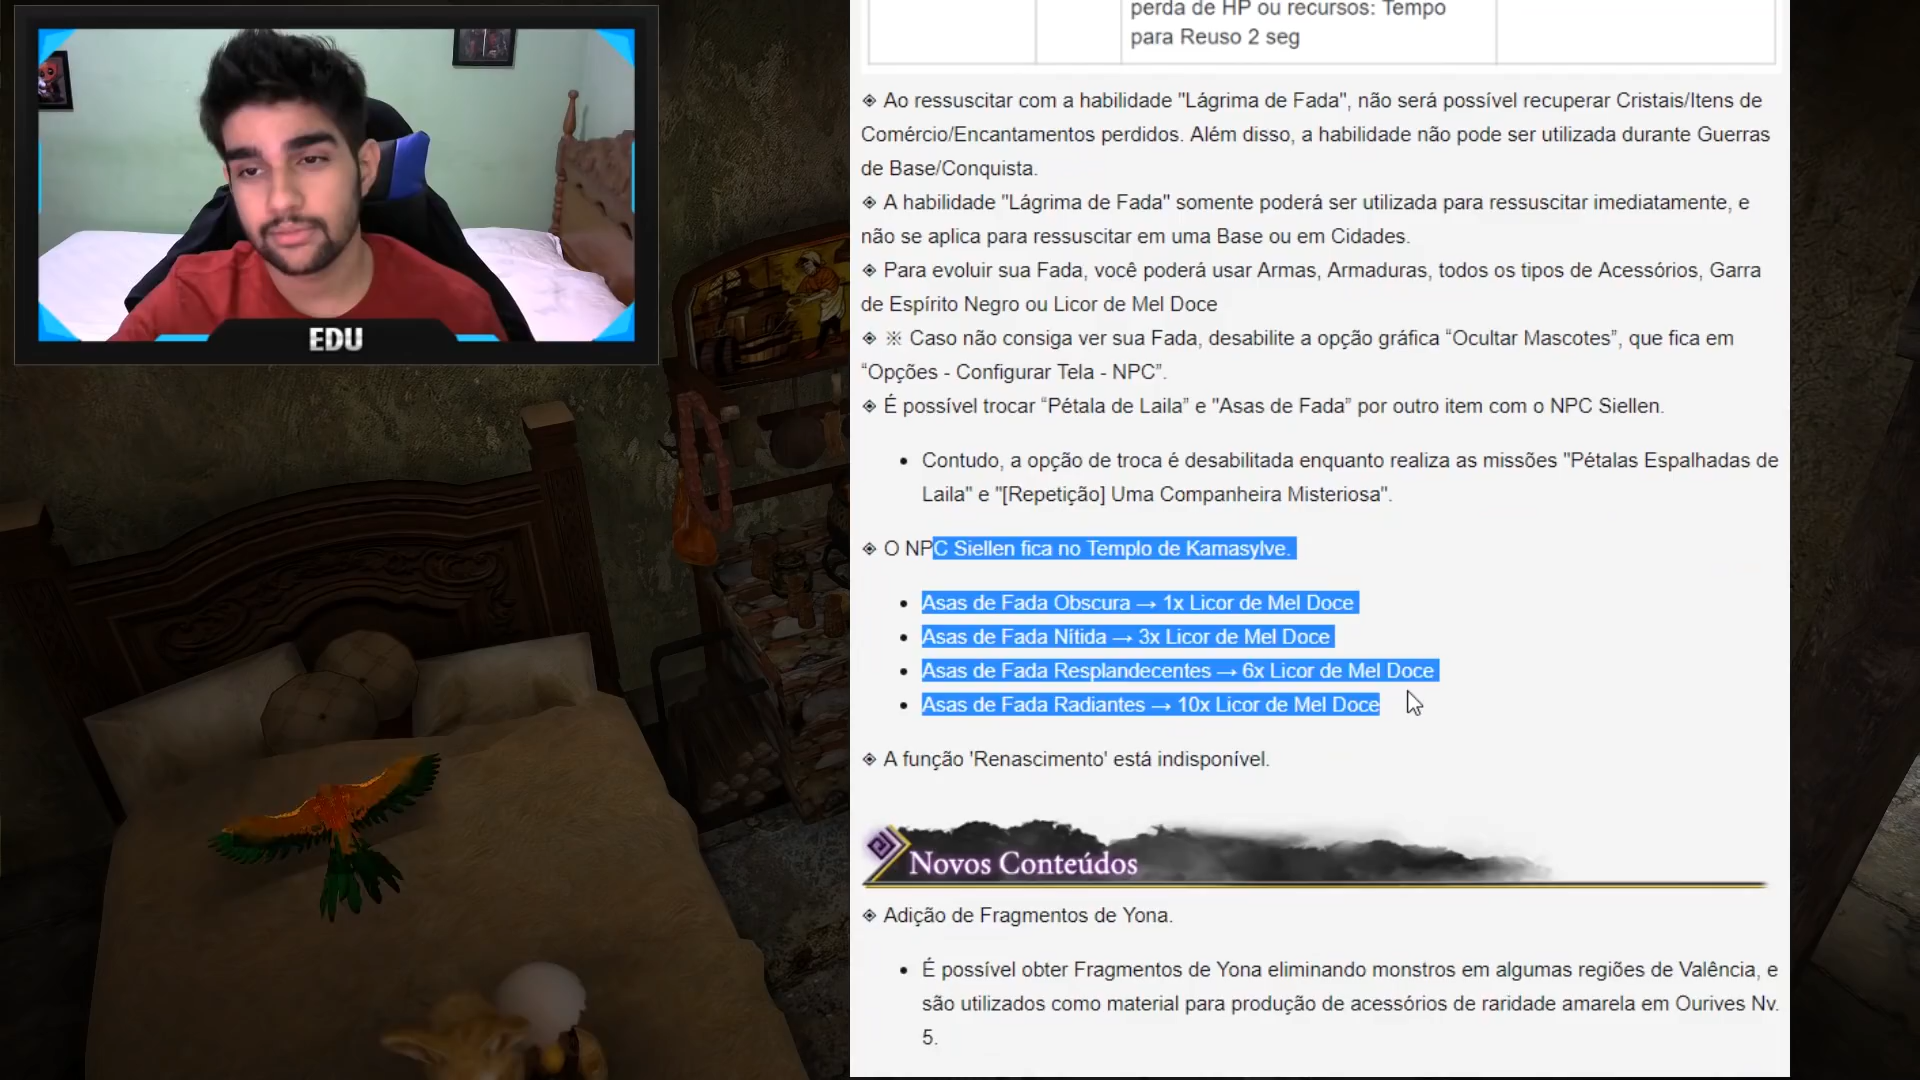 perda de HP ou recursos: Tempo
para Reuso 2 seg
EDU
◈ Ao ressuscitar com a habilidade "Lágrima de Fada", não será possível recuperar Cristais/Itens de
Comércio/Encantamentos perdidos. Além disso, a habilidade não pode ser utilizada durante Guerras
de Base/Conquista.
◈ A habilidade "Lágrima de Fada" somente poderá ser utilizada para ressuscitar imediatamente, e
não se aplica para ressuscitar em uma Base ou em Cidades.
◈ Para evoluir sua Fada, você poderá usar Armas, Armaduras, todos os tipos de Acessórios, Garra
de Espírito Negro ou Licor de Mel Doce
◈ ※ Caso não consiga ver sua Fada, desabilite a opção gráfica “Ocultar Mascotes”, que fica em
“Opções - Configurar Tela - NPC”.
◈ É possível trocar “Pétala de Laila” e "Asas de Fada” por outro item com o NPC Siellen.
• Contudo, a opção de troca é desabilitada enquanto realiza as missões "Pétalas Espalhadas de
Laila" e "[Repetição] Uma Companheira Misteriosa".
◈ O NPC Siellen fica no Templo de Kamasylve.
• Asas de Fada Obscura → 1x Licor de Mel Doce
• Asas de Fada Nítida → 3x Licor de Mel Doce
• Asas de Fada Resplandecentes → 6x Licor de Mel Doce
• Asas de Fada Radiantes → 10x Licor de Mel Doce
◈ A função 'Renascimento' está indisponível.
Novos Conteúdos
◈ Adição de Fragmentos de Yona.
• É possível obter Fragmentos de Yona eliminando monstros em algumas regiões de Valência, e
são utilizados como material para produção de acessórios de raridade amarela em Ourives Nv.
5.